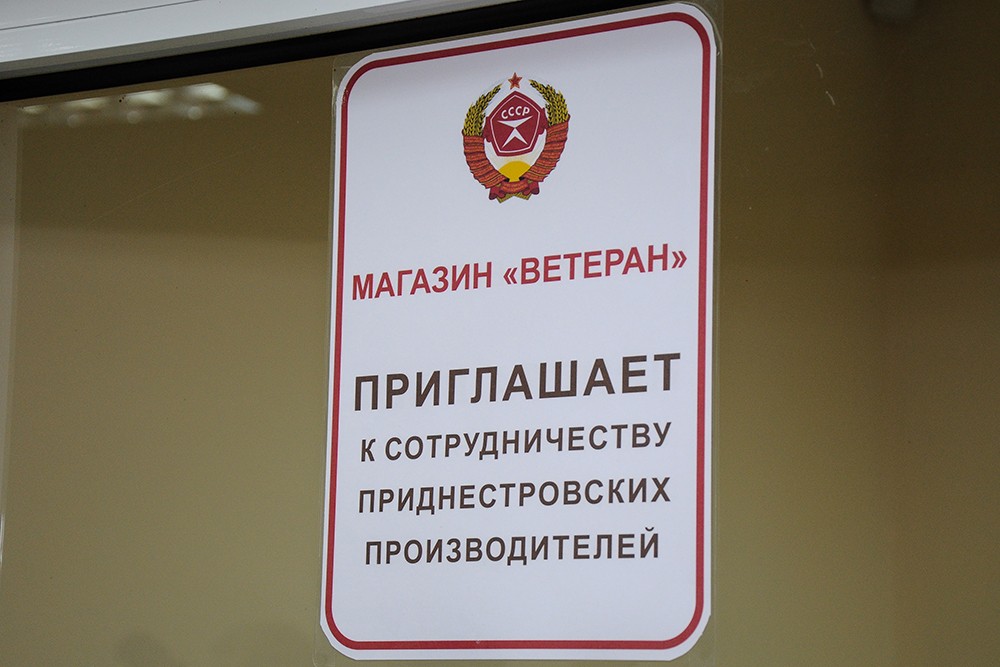 СССР
МАГАЗИН «ВЕТЕРАН»
ПРИГЛАШАЕТ
К СОТРУДНИЧЕСТВУ
ПРИДНЕСТРОВСКИХ
ПРОИЗВОДИТЕЛЕЙ